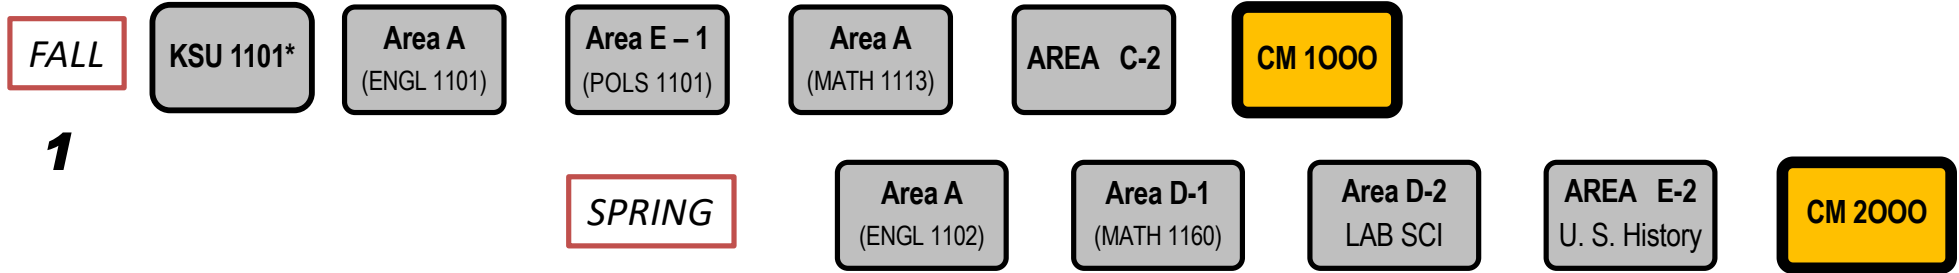 FALL
KSU 1101*
Area A
(ENGL 1101)
Area E – 1
(POLS 1101)
Area A
(MATH 1113)
AREA C-2
CM 1OOO
1
SPRING
Area A
(ENGL 1102)
Area D-1
(MATH 1160)
Area D-2
LAB SCI
AREA E-2
U. S. History
CM 2OOO